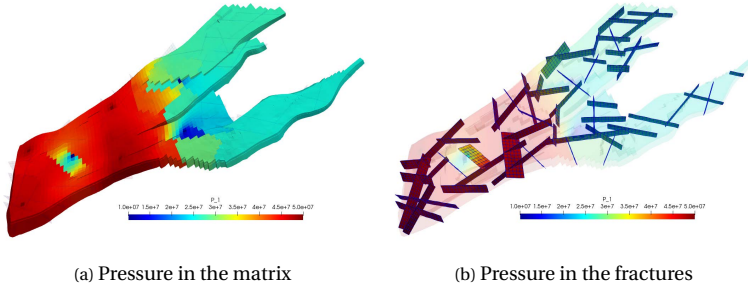 P_1
1.0e+7 1.5e+7 2e+7 2.5e+7 3e+7 3.5e+7 4e+7 4.5e+7 5.0e+07
P_1
1.0e+7 1.5e+7 2e+7 2.5e+7 3e+7 3.5e+7 4e+7 4.5e+7 5.0e+07
(a) Pressure in the matrix
(b) Pressure in the fractures